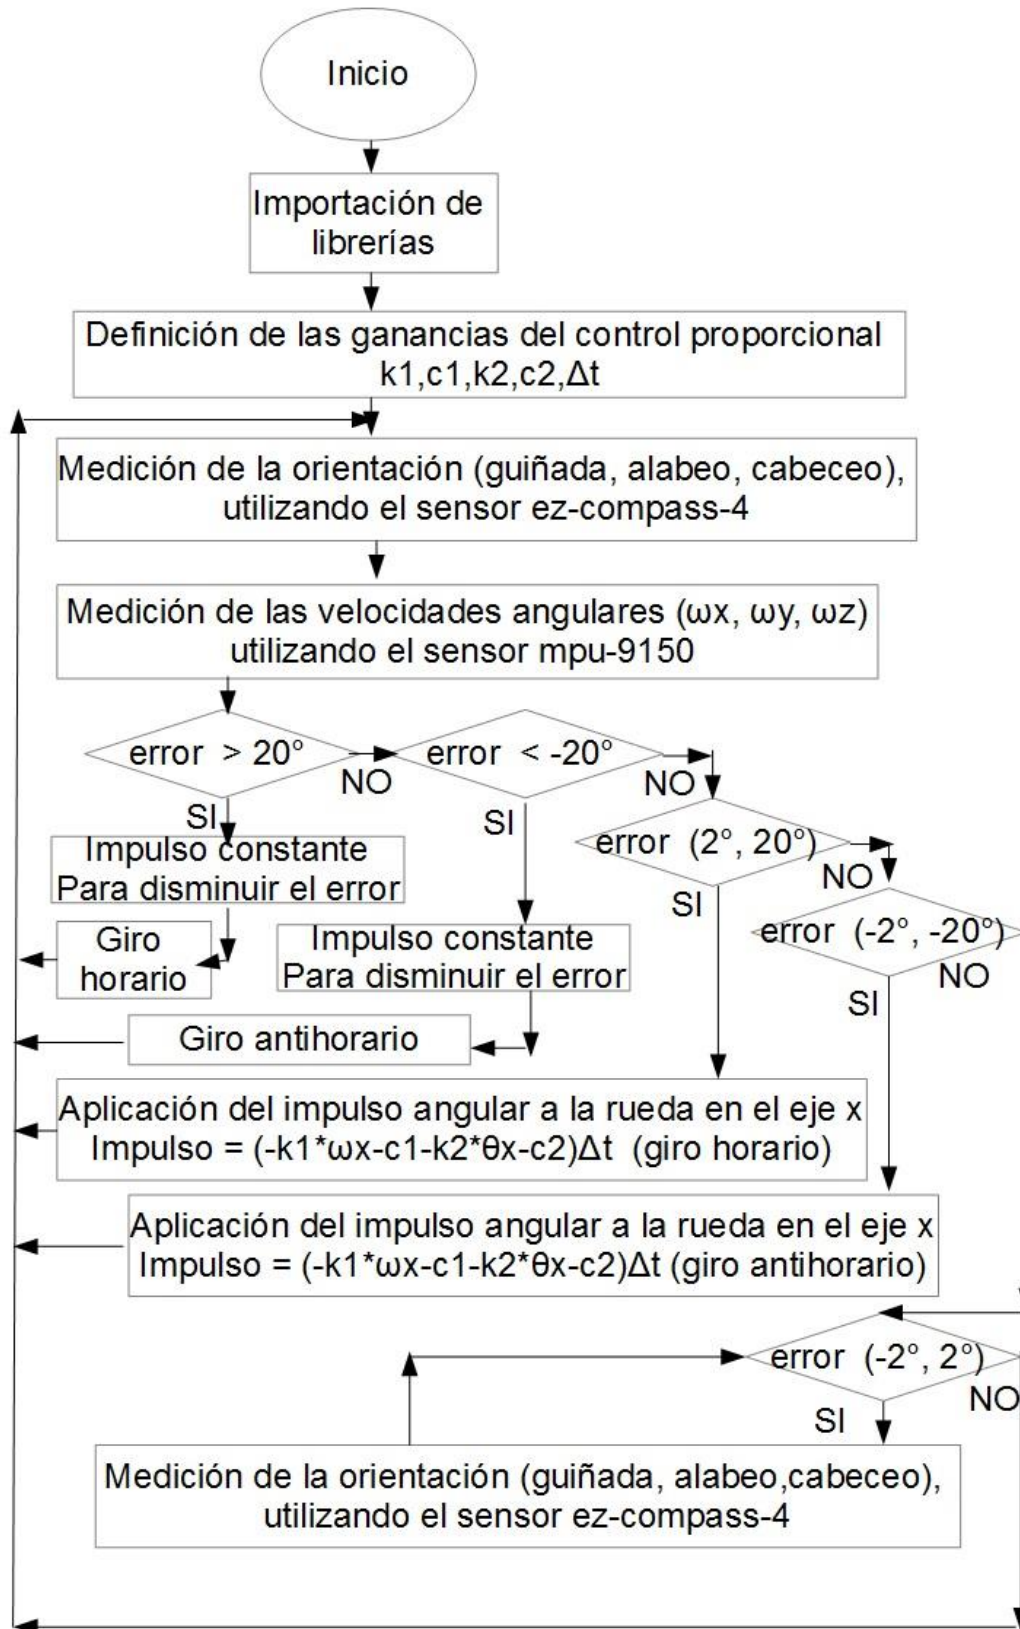 Inicio
Importación de
librerías
Definición de las ganancias del control proporcional
k1,c1,k2,c2,Δt
Medición de la orientación (guiñada, alabeo, cabeceo),
utilizando el sensor ez-compass-4
Medición de las velocidades angulares (ωx, ωy, ωz)
utilizando el sensor mpu-9150
error > 20°
NO
SI
error < -20°
NO
SI
error (2°, 20°)
NO
SI
error (-2°, -20°)
NO
SI
Impulso constante
Para disminuir el error
Giro
horario
Impulso constante
Para disminuir el error
Giro antihorario
Aplicación del impulso angular a la rueda en el eje x
Impulso = (-k1*ωx-c1-k2*θx-c2)Δt (giro horario)
Aplicación del impulso angular a la rueda en el eje x
Impulso = (-k1*ωx-c1-k2*θx-c2)Δt (giro antihorario)
error (-2°, 2°)
NO
SI
Medición de la orientación (guiñada, alabeo,cabeceo),
utilizando el sensor ez-compass-4